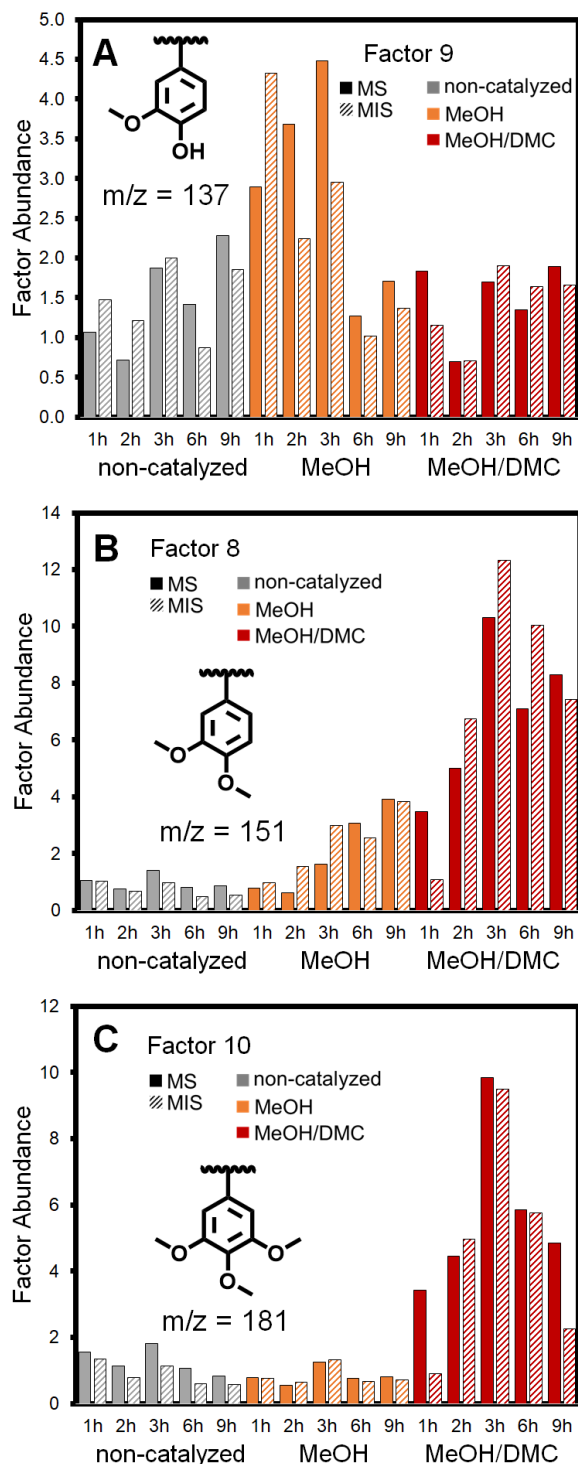 A
Factor 9
MS
MIS
non-catalyzed
MeOH
MeOH/DMC
O
OH
m/z = 137
Factor Abundance
5.0
4.5
4.0
3.5
3.0
2.5
2.0
1.5
1.0
0.5
0.0
1h 2h 3h 6h 9h 1h 2h 3h 6h 9h 1h 2h 3h 6h 9h
non-catalyzed MeOH MeOH/DMC
B
Factor 8
MS
MIS
non-catalyzed
MeOH
MeOH/DMC
O
O
m/z = 151
Factor Abundance
14
12
10
8
6
4
2
0
1h 2h 3h 6h 9h 1h 2h 3h 6h 9h 1h 2h 3h 6h 9h
non-catalyzed MeOH MeOH/DMC
C
Factor 10
MS
MIS
non-catalyzed
MeOH
MeOH/DMC
O
O
O
m/z = 181
Factor Abundance
12
10
8
6
4
2
0
1h 2h 3h 6h 9h 1h 2h 3h 6h 9h 1h 2h 3h 6h 9h
non-catalyzed MeOH MeOH/DMC